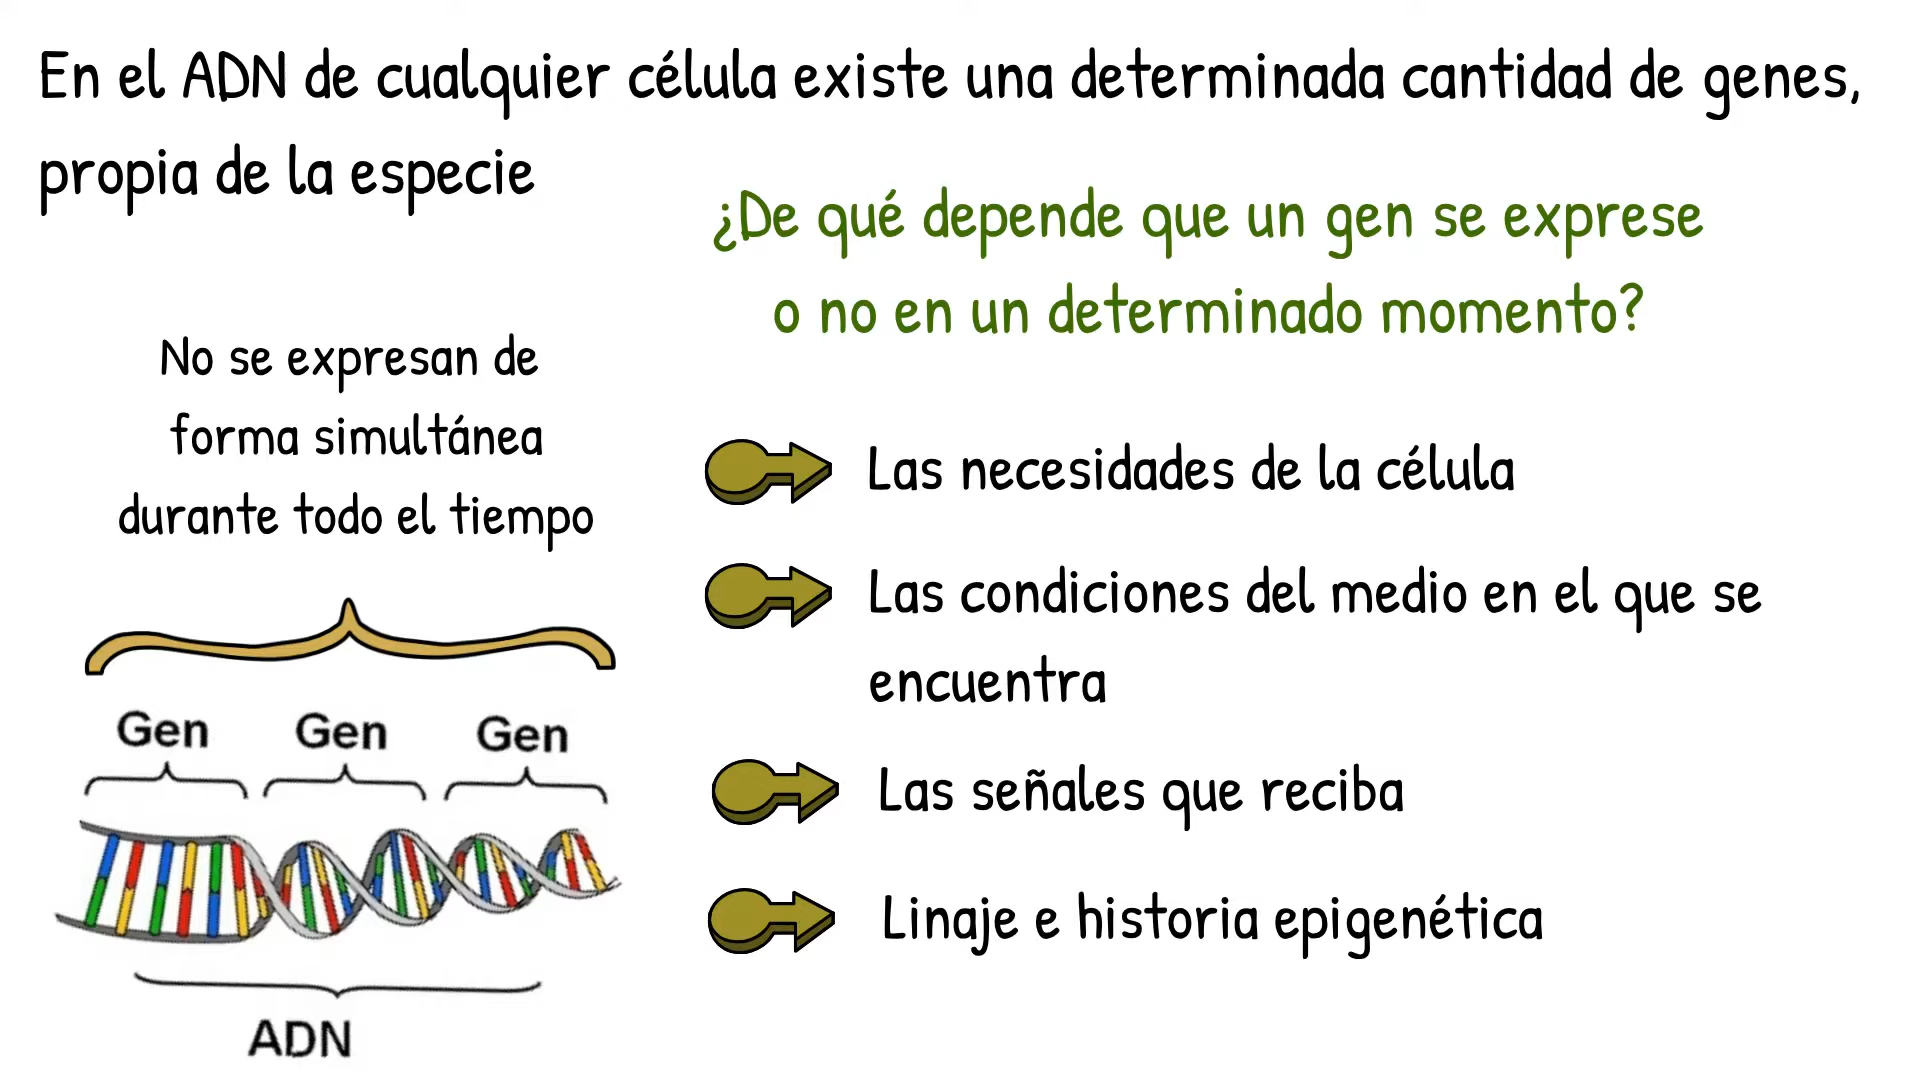 En el ADN de cualquier célula existe una determinada cantidad de genes,
propia de la especie
¿De qué depende que un gen se exprese
o no en un determinado momento?
No se expresan de
forma simultánea
durante todo el tiempo
Gen Gen Gen
ADN
Las necesidades de la célula
Las condiciones del medio en el que se
encuentra
Las señales que reciba
Linaje e historia epigenética